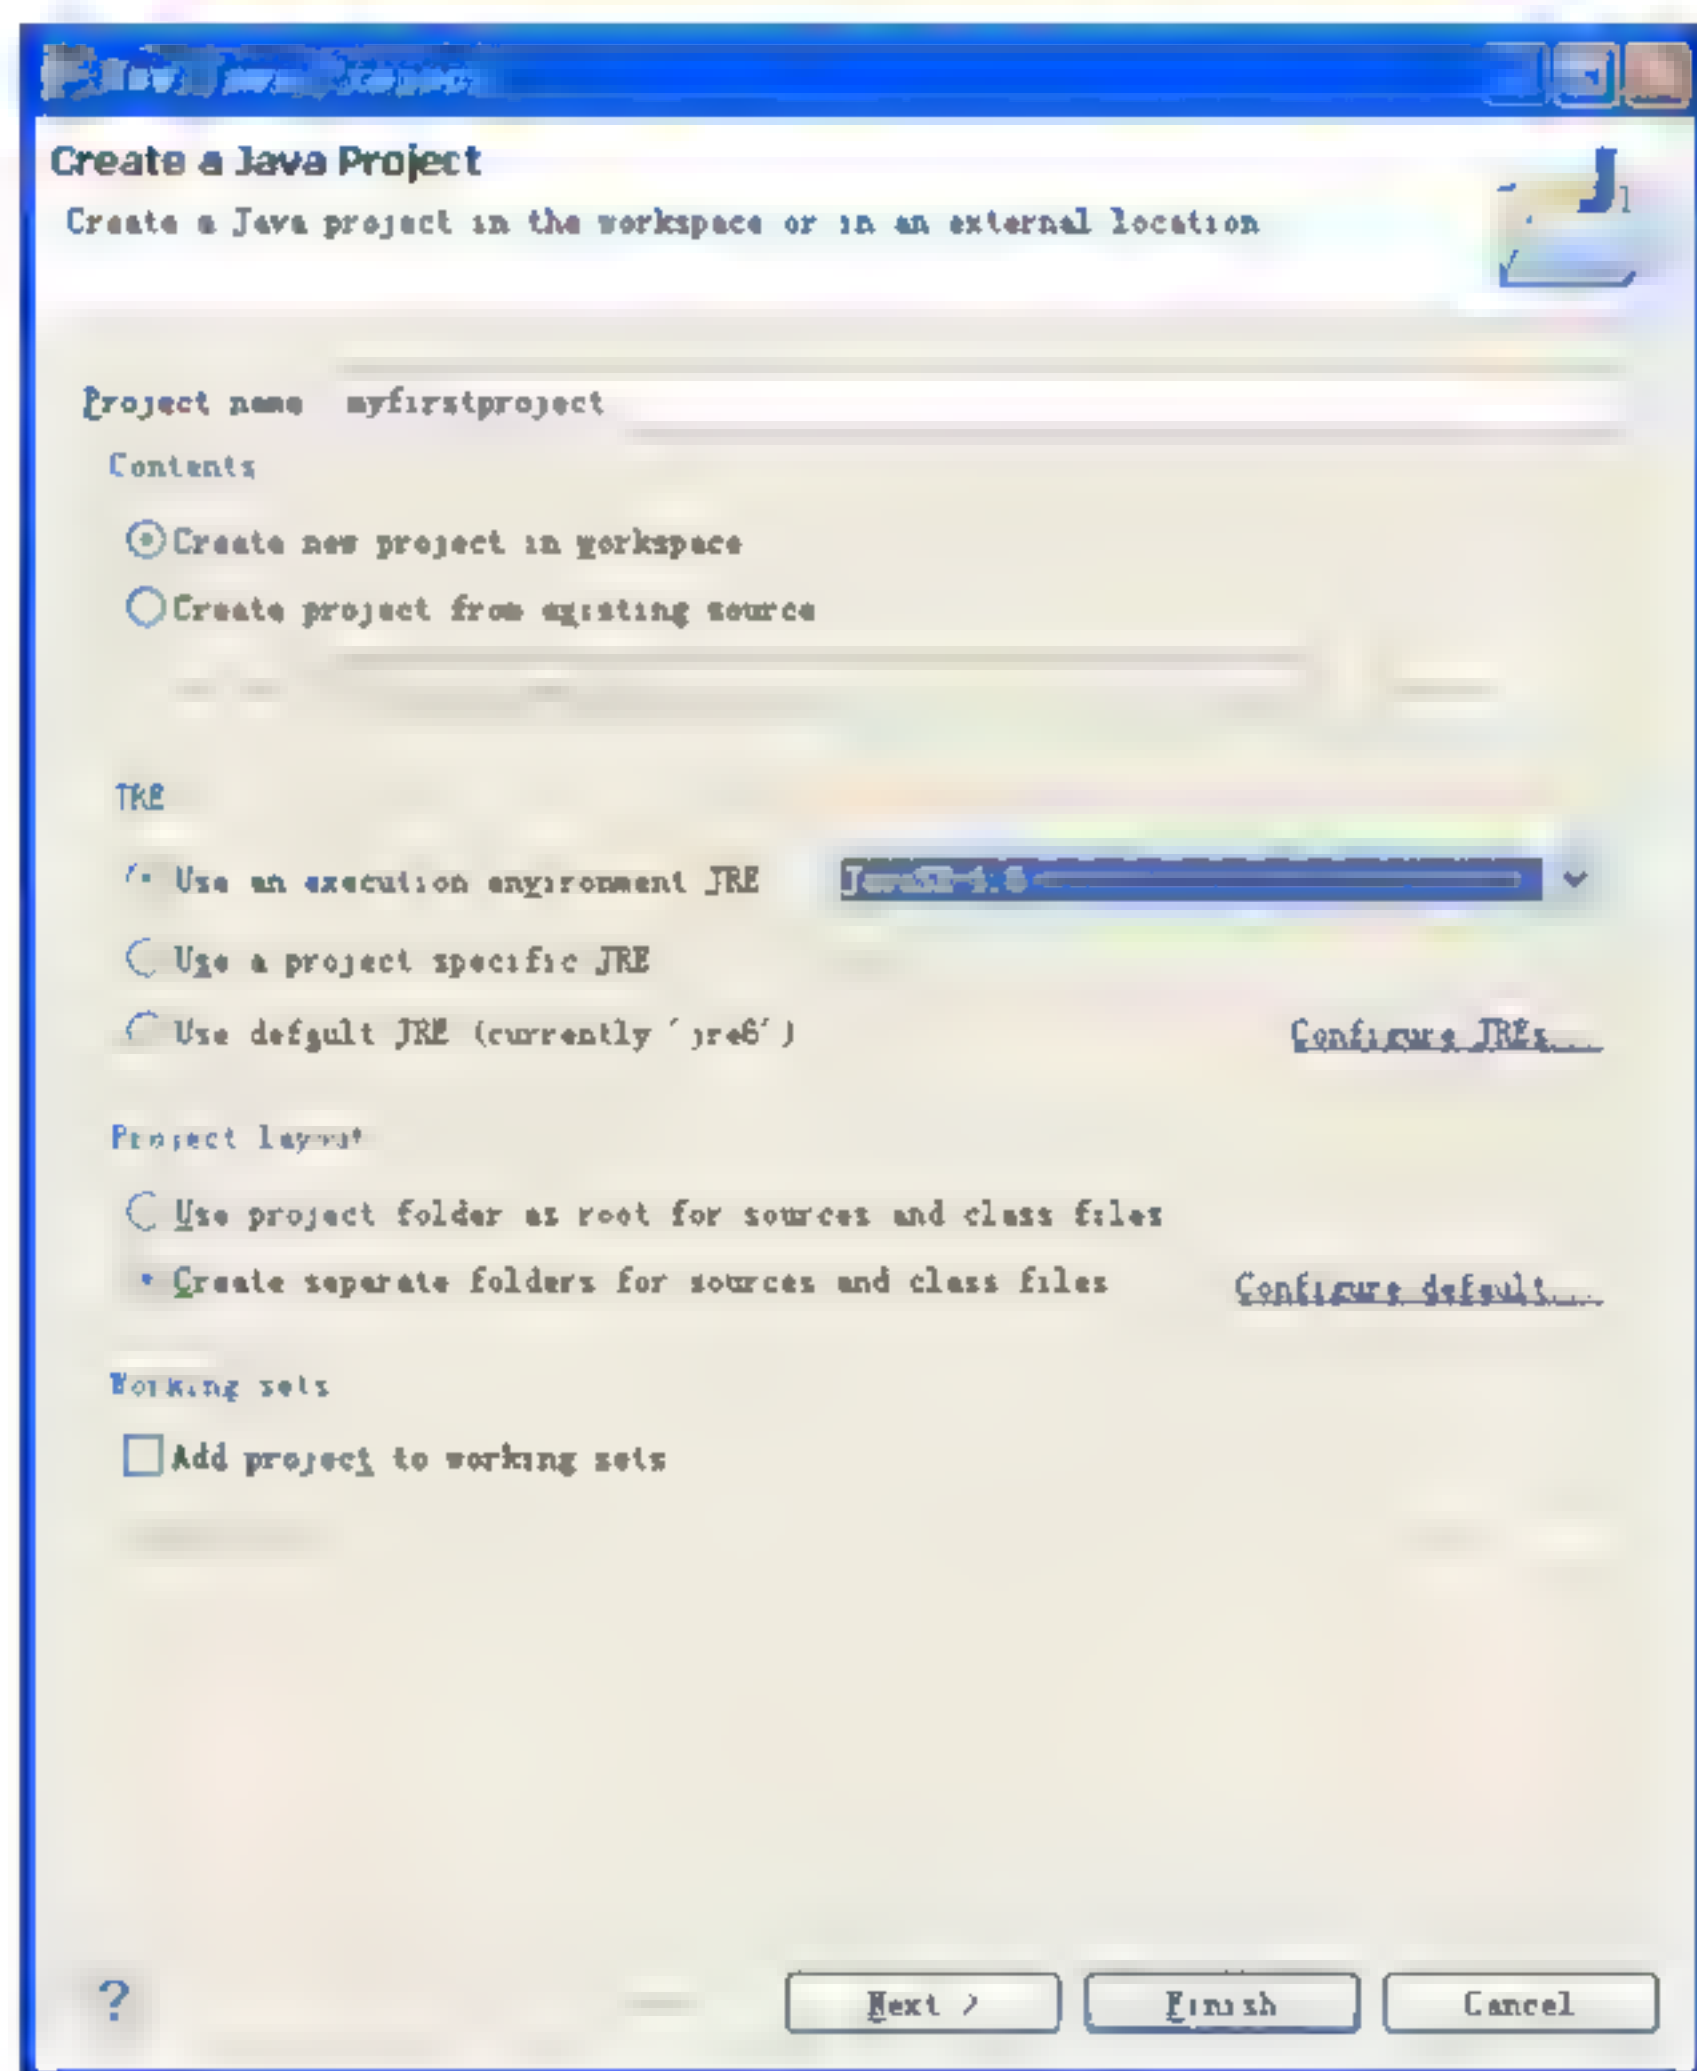 Create a Java Project
Create a Java project in the workspace or in an external location
Project name myfirstproject
Contents
Create new project in workspace
Create project from existing source
JRE
Use an execution environment JRE JavaSE-1.6
Use a project specific JRE
Use default JRE (currently 'jre6')
Configure JREs...
Project layout
Use project folder as root for sources and class files
Create separate folders for sources and class files
Configure default...
Working sets
Add project to working sets
?
Next >
Finish
Cancel